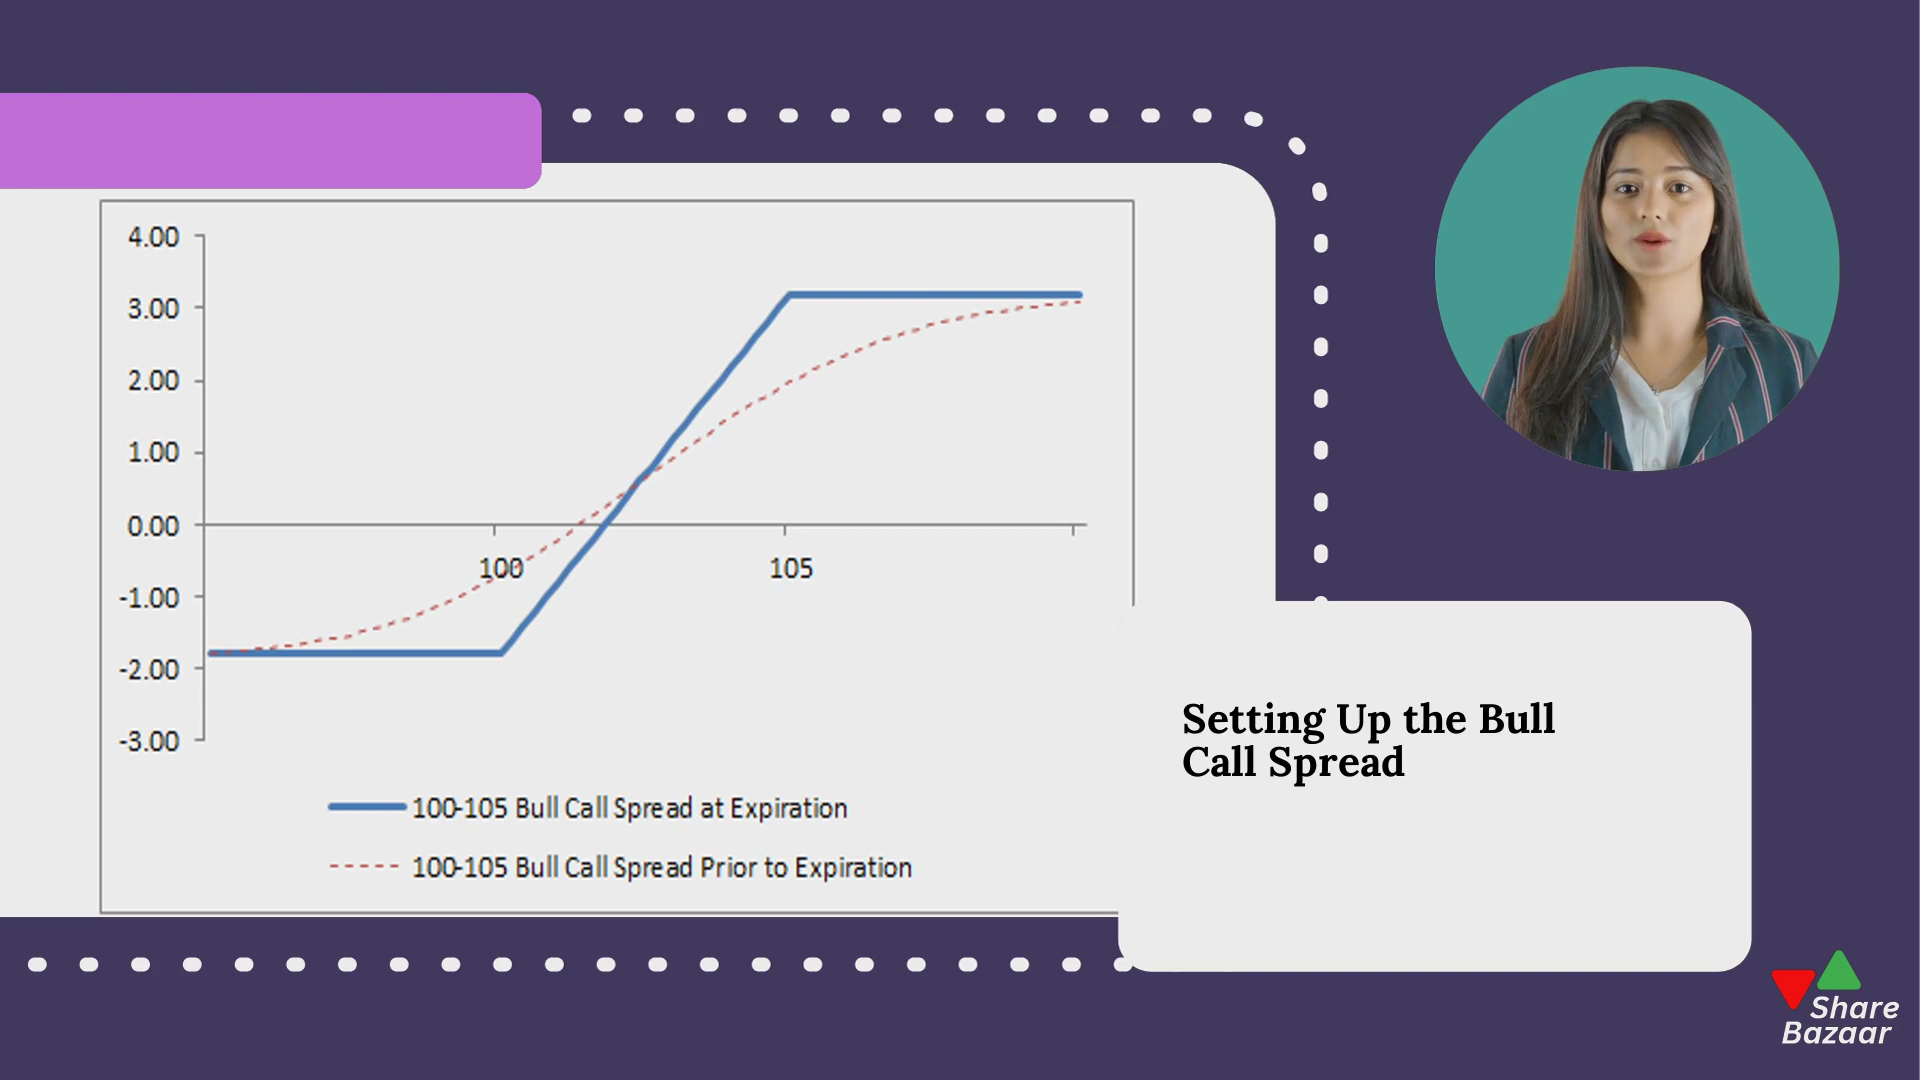 4.00
3.00
2.00
1.00
0.00
-1.00
-2.00
-3.00
100
105
100-105 Bull Call Spread at Expiration
100-105 Bull Call Spread Prior to Expiration
Setting Up the Bull
Call Spread
Share
Bazaar